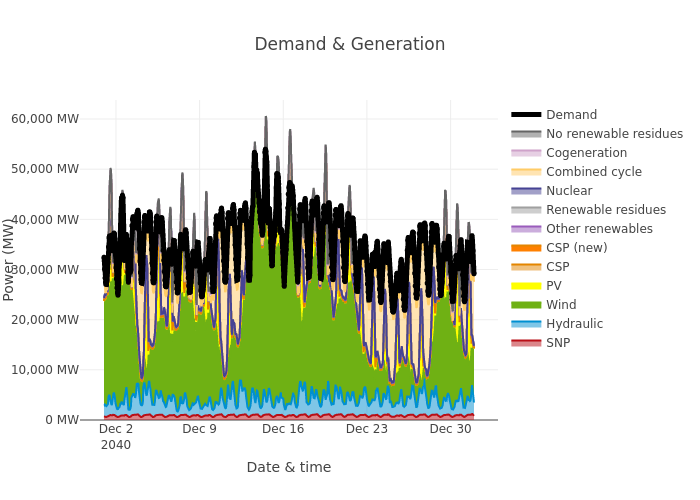 Demand & Generation
Power (MW)
60,000 MW
50,000 MW
40,000 MW
30,000 MW
20,000 MW
10,000 MW
0 MW
Dec 2
2040
Dec 9
Dec 16
Dec 23
Dec 30
Date & time
Demand
No renewable residues
Cogeneration
Combined cycle
Nuclear
Renewable residues
Other renewables
CSP (new)
CSP
PV
Wind
Hydraulic
SNP